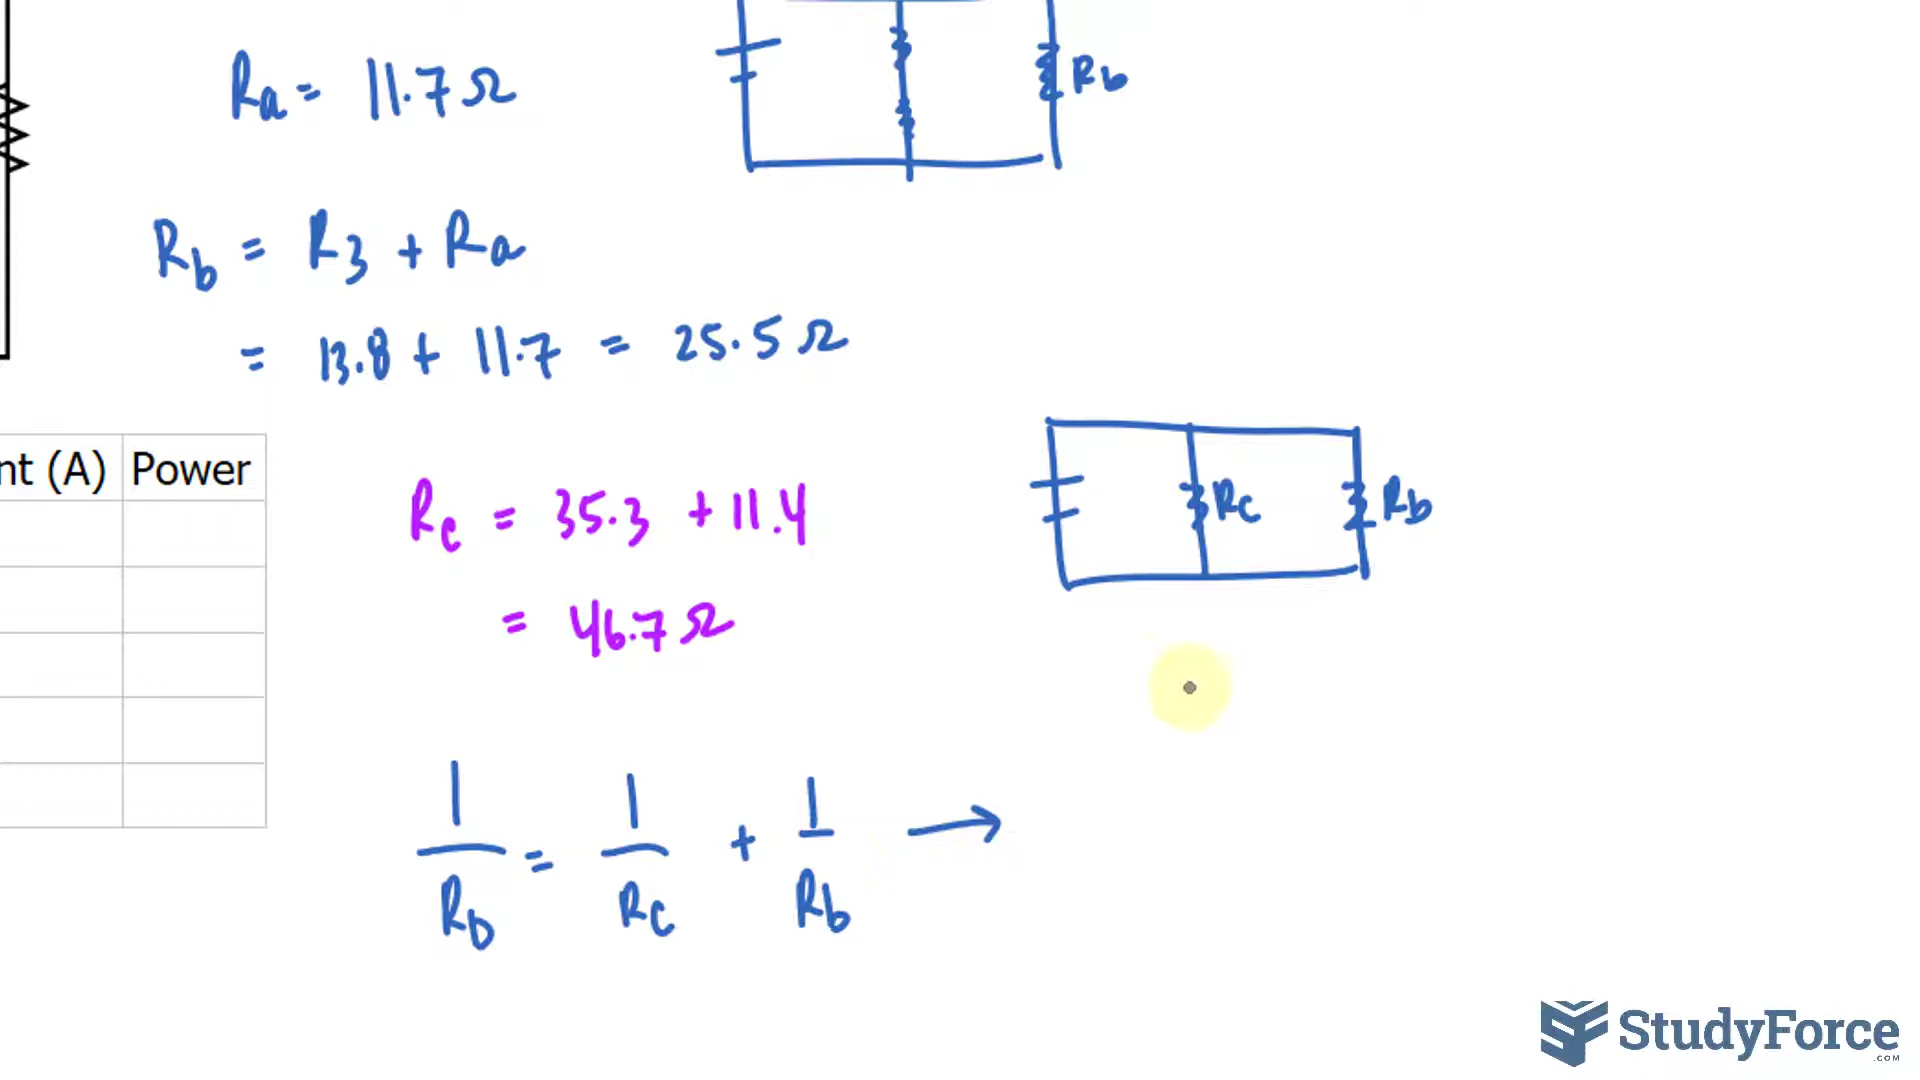 Ra = 11.7 Ω
Rb
Rb = R3 + Ra
= 13.8 + 11.7 = 25.5 Ω
nt (A) Power
Rc = 35.3 + 11.4
= 46.7 Ω
Rc Rb
1/RD = 1/Rc + 1/Rb →
StudyForce
.COM